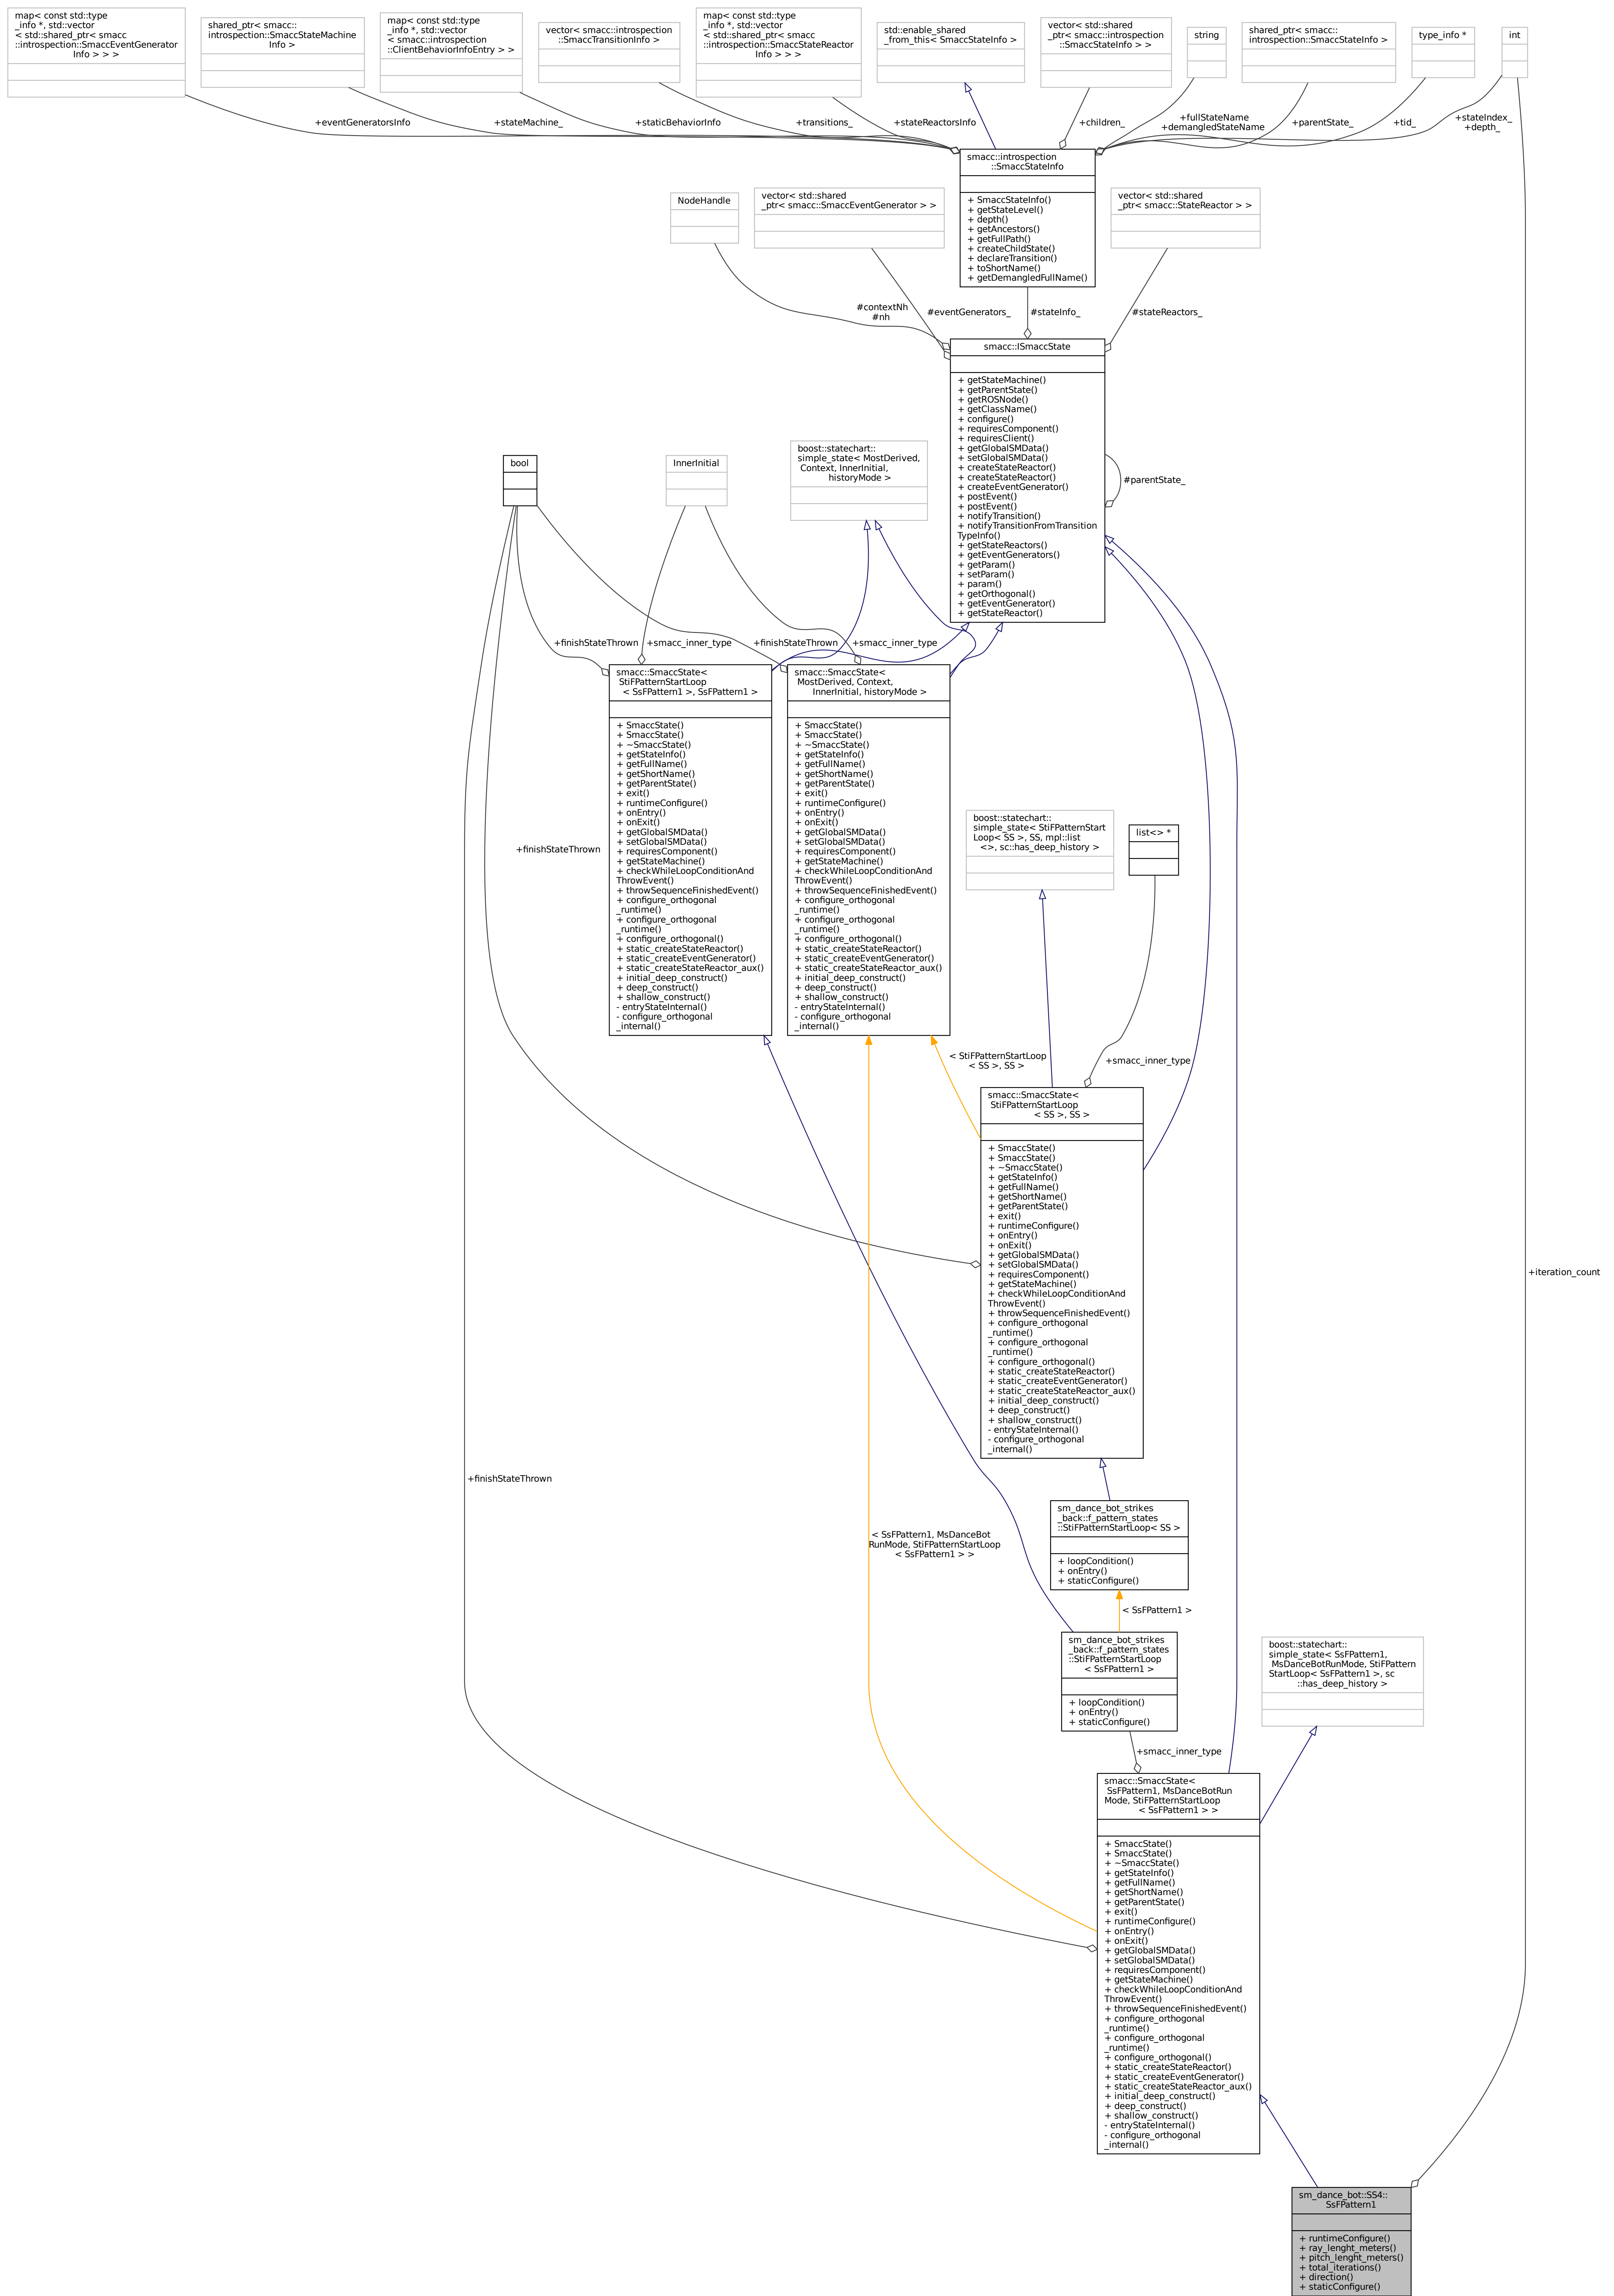 map< const std::type
_info *, std::vector
< std::shared_ptr< smacc
::introspection::SmaccEventGenerator
Info > > >
shared_ptr< smacc::
introspection::SmaccStateMachine
Info >
map< const std::type
_info *, std::vector
< smacc::introspection
::ClientBehaviorInfoEntry > >
vector< smacc::introspection
::SmaccTransitionInfo >
map< const std::type
_info *, std::vector
< std::shared_ptr< smacc
::introspection::SmaccStateReactor
Info > > >
std::enable_shared
_from_this< SmaccStateInfo >
vector< std::shared
_ptr< smacc::introspection
::SmaccStateInfo > >
string
shared_ptr< smacc::
introspection::SmaccStateInfo >
type_info *
int
+eventGeneratorsInfo
+stateMachine_
+staticBehaviorInfo
+transitions_
+stateReactorsInfo
+children_
+fullStateName
+demangledStateName
+parentState_
+tid_
+stateIndex_
+depth_
smacc::introspection
::SmaccStateInfo
+ SmaccStateInfo()
+ getStateLevel()
+ depth()
+ getAncestors()
+ getFullPath()
+ createChildState()
+ declareTransition()
+ toShortName()
+ getDemangledFullName()
NodeHandle
vector< std::shared
_ptr< smacc::SmaccEventGenerator > >
vector< std::shared
_ptr< smacc::StateReactor > >
#contextNh
#nh
#eventGenerators_
#stateInfo_
#stateReactors_
smacc::ISmaccState
+ getStateMachine()
+ getParentState()
+ getROSNode()
+ getClassName()
+ configure()
+ requiresComponent()
+ requiresClient()
+ getGlobalSMData()
+ setGlobalSMData()
+ createStateReactor()
+ createStateReactor()
+ createEventGenerator()
+ postEvent()
+ postEvent()
+ notifyTransition()
+ notifyTransitionFromTransition
TypeInfo()
+ getStateReactors()
+ getEventGenerators()
+ getParam()
+ setParam()
+ param()
+ getOrthogonal()
+ getEventGenerator()
+ getStateReactor()
#parentState_
bool
InnerInitial
boost::statechart::
simple_state< MostDerived,
Context, InnerInitial,
historyMode >
+finishStateThrown
+smacc_inner_type
+finishStateThrown
+smacc_inner_type
smacc::SmaccState<
StiFPatternStartLoop
< SsFPattern1 >, SsFPattern1 >
+ SmaccState()
+ SmaccState()
+ ~SmaccState()
+ getStateInfo()
+ getFullName()
+ getShortName()
+ getParentState()
+ exit()
+ runtimeConfigure()
+ onEntry()
+ onExit()
+ getGlobalSMData()
+ setGlobalSMData()
+ requiresComponent()
+ getStateMachine()
+ checkWhileLoopConditionAnd
ThrowEvent()
+ throwSequenceFinishedEvent()
+ configure_orthogonal
_runtime()
+ configure_orthogonal
_runtime()
+ configure_orthogonal()
+ static_createStateReactor()
+ static_createEventGenerator()
+ static_createStateReactor_aux()
+ initial_deep_construct()
+ deep_construct()
+ shallow_construct()
- entryStateInternal()
- configure_orthogonal
_internal()
smacc::SmaccState<
MostDerived, Context,
InnerInitial, historyMode >
+ SmaccState()
+ SmaccState()
+ ~SmaccState()
+ getStateInfo()
+ getFullName()
+ getShortName()
+ getParentState()
+ exit()
+ runtimeConfigure()
+ onEntry()
+ onExit()
+ getGlobalSMData()
+ setGlobalSMData()
+ requiresComponent()
+ getStateMachine()
+ checkWhileLoopConditionAnd
ThrowEvent()
+ throwSequenceFinishedEvent()
+ configure_orthogonal
_runtime()
+ configure_orthogonal
_runtime()
+ configure_orthogonal()
+ static_createStateReactor()
+ static_createEventGenerator()
+ static_createStateReactor_aux()
+ initial_deep_construct()
+ deep_construct()
+ shallow_construct()
- entryStateInternal()
- configure_orthogonal
_internal()
boost::statechart::
simple_state< StiFPatternStart
Loop< SS >, SS, mpl::list
<>, sc::has_deep_history >
list<> *
+finishStateThrown
< StiFPatternStartLoop
< SS >, SS >
+smacc_inner_type
smacc::SmaccState<
StiFPatternStartLoop
< SS >, SS >
+ SmaccState()
+ SmaccState()
+ ~SmaccState()
+ getStateInfo()
+ getFullName()
+ getShortName()
+ getParentState()
+ exit()
+ runtimeConfigure()
+ onEntry()
+ onExit()
+ getGlobalSMData()
+ setGlobalSMData()
+ requiresComponent()
+ getStateMachine()
+ checkWhileLoopConditionAnd
ThrowEvent()
+ throwSequenceFinishedEvent()
+ configure_orthogonal
_runtime()
+ configure_orthogonal
_runtime()
+ configure_orthogonal()
+ static_createStateReactor()
+ static_createEventGenerator()
+ static_createStateReactor_aux()
+ initial_deep_construct()
+ deep_construct()
+ shallow_construct()
- entryStateInternal()
- configure_orthogonal
_internal()
+iteration_count
+finishStateThrown
< SsFPattern1, MsDanceBot
RunMode, StiFPatternStartLoop
< SsFPattern1 > >
sm_dance_bot_strikes
_back::f_pattern_states
::StiFPatternStartLoop< SS >
+ loopCondition()
+ onEntry()
+ staticConfigure()
< SsFPattern1 >
sm_dance_bot_strikes
_back::f_pattern_states
::StiFPatternStartLoop
< SsFPattern1 >
+ loopCondition()
+ onEntry()
+ staticConfigure()
boost::statechart::
simple_state< SsFPattern1,
MsDanceBotRunMode, StiFPattern
StartLoop< SsFPattern1 >, sc
::has_deep_history >
+smacc_inner_type
smacc::SmaccState<
SsFPattern1, MsDanceBotRun
Mode, StiFPatternStartLoop
< SsFPattern1 > >
+ SmaccState()
+ SmaccState()
+ ~SmaccState()
+ getStateInfo()
+ getFullName()
+ getShortName()
+ getParentState()
+ exit()
+ runtimeConfigure()
+ onEntry()
+ onExit()
+ getGlobalSMData()
+ setGlobalSMData()
+ requiresComponent()
+ getStateMachine()
+ checkWhileLoopConditionAnd
ThrowEvent()
+ throwSequenceFinishedEvent()
+ configure_orthogonal
_runtime()
+ configure_orthogonal
_runtime()
+ configure_orthogonal()
+ static_createStateReactor()
+ static_createEventGenerator()
+ static_createStateReactor_aux()
+ initial_deep_construct()
+ deep_construct()
+ shallow_construct()
- entryStateInternal()
- configure_orthogonal
_internal()
sm_dance_bot::SS4::
SsFPattern1
+ runtimeConfigure()
+ ray_lenght_meters()
+ pitch_lenght_meters()
+ total_iterations()
+ direction()
+ staticConfigure()